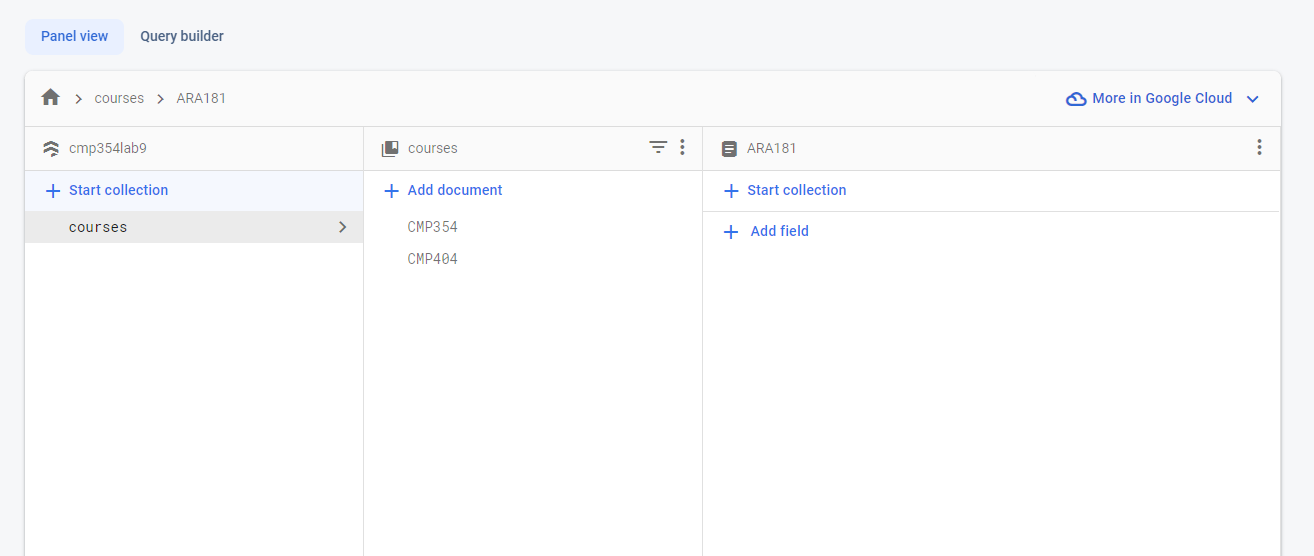 Panel view Query builder
courses ARA181 More in Google Cloud
cmp354lab9 courses ARA181
Start collection Add document Start collection
courses CMP354 Add field
CMP404